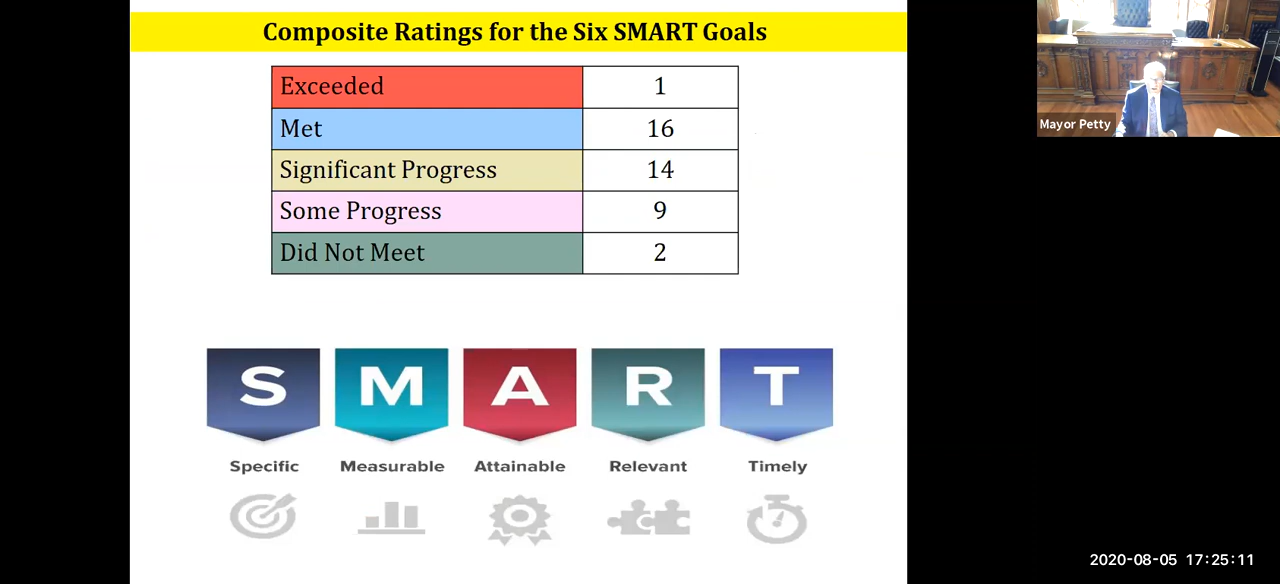 Composite Ratings for the Six SMART Goals
Exceeded 1
Met 16
Significant Progress 14
Some Progress 9
Did Not Meet 2
S M A R T
Specific Measurable Attainable Relevant Timely
Mayor Petty
2020-08-05 17:25:11